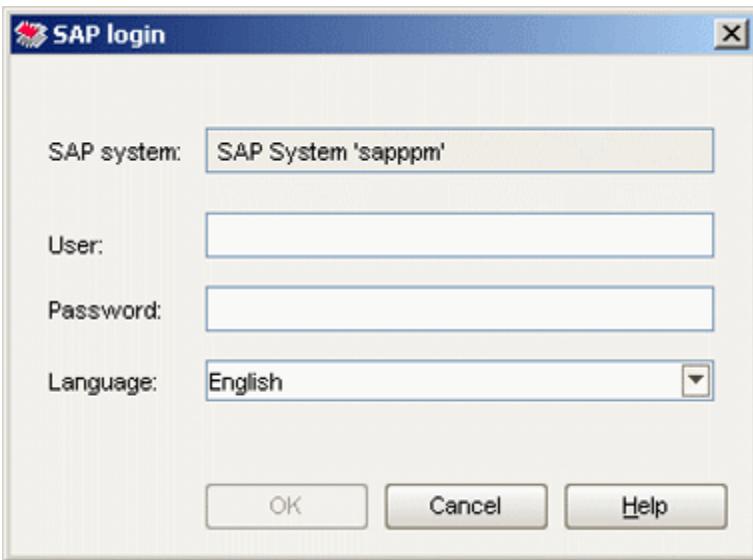 SAP login
SAP system: SAP System 'sapppm'
User:
Password:
Language: English
OK Cancel Help